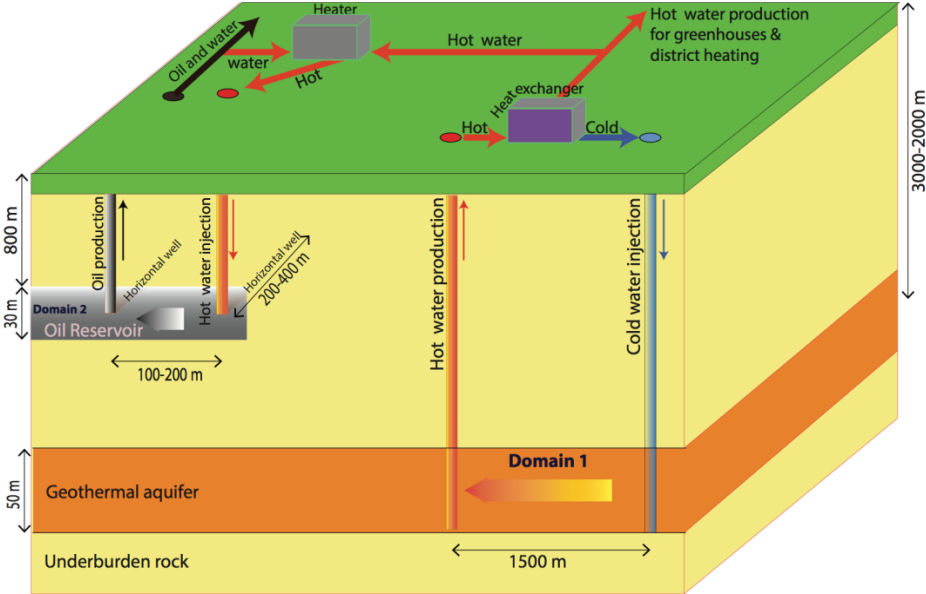 Heater
Hot water production
for greenhouses &
district heating
Oil and water
water
Hot
Hot water
Heat exchanger
Hot
Cold
3000-2000 m
800 m
Oil production
Hot water injection
Horizontal well
Horizontal well
200-400 m
Hot water production
Cold water injection
30 m
Domain 2
Oil Reservoir
100-200 m
50 m
Geothermal aquifer
Domain 1
Underburden rock
1500 m